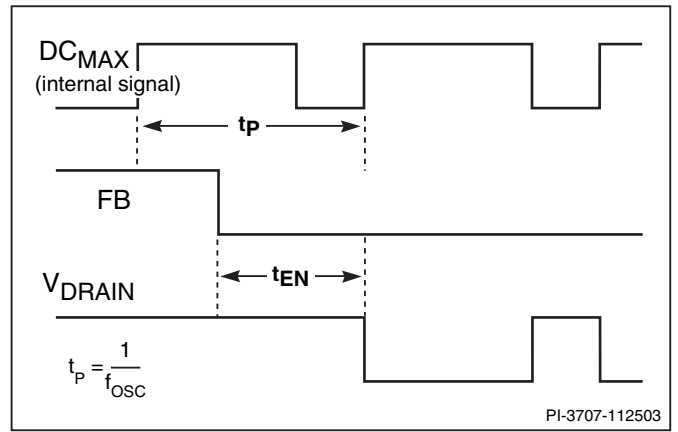 DCMAX
(internal signal)
tP
FB
tEN
VDRAIN
tP = 1/fOSC
PI-3707-112503